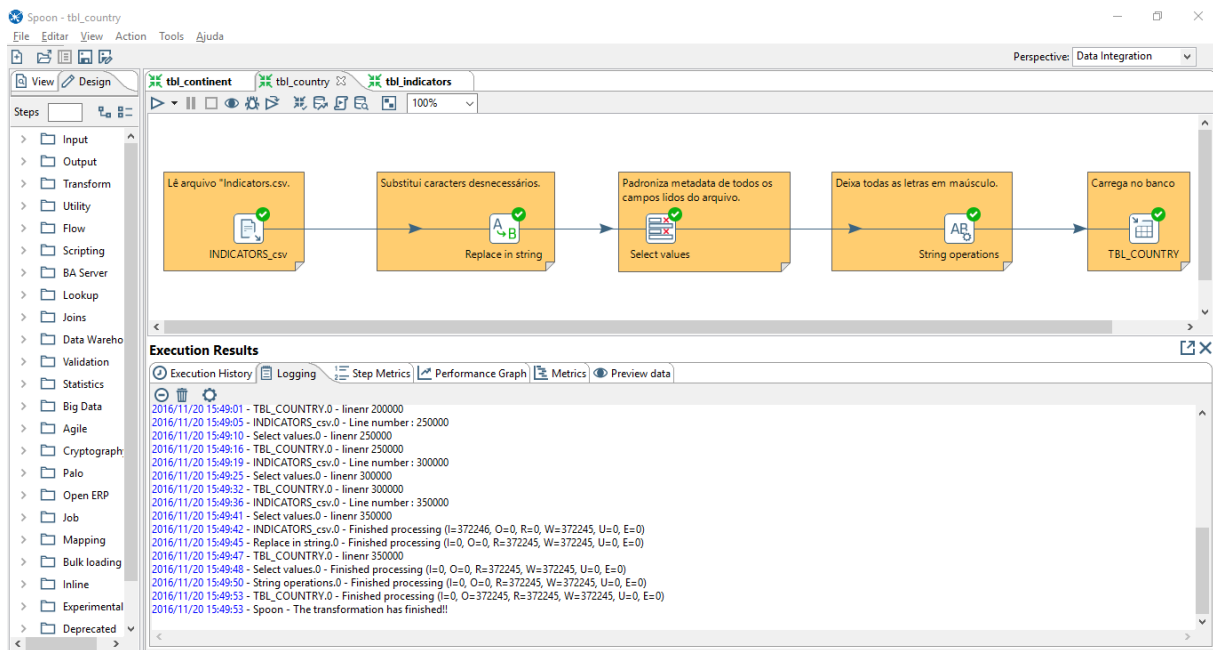 Spoon - tbl_country
File Editar View Action Tools Ajuda
Perspective: Data Integration
View Design
tbl_continent tbl_country tbl_indicators
Steps
100%
Input
Output
Transform
Utility
Flow
Scripting
BA Server
Lookup
Joins
Data Wareho
Validation
Statistics
Big Data
Agile
Cryptography
Palo
Open ERP
Job
Mapping
Bulk loading
Inline
Experimental
Deprecated
Lê arquivo "Indicators.csv.
INDICATORS_csv
Substitui caracters desnecessários.
A
B
Replace in string
Padroniza metadata de todos os
campos lidos do arquivo.
Select values
Deixa todas as letras em maúsculo.
AB
String operations
Carrega no banco
TBL_COUNTRY
Execution Results
Execution History Logging Step Metrics Performance Graph Metrics Preview data
2016/11/20 15:49:01 - TBL_COUNTRY.0 - linenr 200000
2016/11/20 15:49:05 - INDICATORS_csv.0 - Line number : 250000
2016/11/20 15:49:10 - Select values.0 - linenr 250000
2016/11/20 15:49:16 - TBL_COUNTRY.0 - linenr 250000
2016/11/20 15:49:19 - INDICATORS_csv.0 - Line number : 300000
2016/11/20 15:49:25 - Select values.0 - linenr 300000
2016/11/20 15:49:32 - TBL_COUNTRY.0 - linenr 300000
2016/11/20 15:49:36 - INDICATORS_csv.0 - Line number : 350000
2016/11/20 15:49:41 - Select values.0 - linenr 350000
2016/11/20 15:49:42 - INDICATORS_csv.0 - Finished processing (I=372246, O=0, R=0, W=372245, U=0, E=0)
2016/11/20 15:49:45 - Replace in string.0 - Finished processing (I=0, O=0, R=372245, W=372245, U=0, E=0)
2016/11/20 15:49:47 - TBL_COUNTRY.0 - linenr 350000
2016/11/20 15:49:48 - Select values.0 - Finished processing (I=0, O=0, R=372245, W=372245, U=0, E=0)
2016/11/20 15:49:50 - String operations.0 - Finished processing (I=0, O=0, R=372245, W=372245, U=0, E=0)
2016/11/20 15:49:53 - TBL_COUNTRY.0 - Finished processing (I=0, O=372245, R=372245, W=372245, U=0, E=0)
2016/11/20 15:49:53 - Spoon - The transformation has finished!!